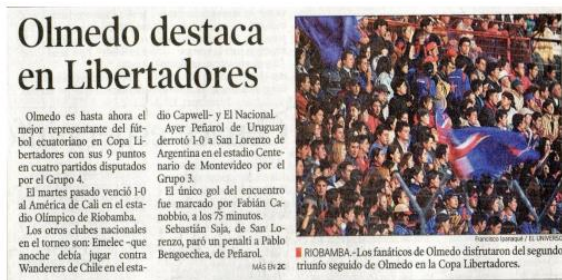 Olmedo destaca
en Libertadores
Olmedo es hasta ahora el
mejor representante del fút-
bol ecuatoriano en Copa Li-
bertadores con sus 9 puntos
en cuatro partidos disputados
por el Grupo 4.
El martes pasado venció 1-0
al América de Cali en el esta-
dio Olímpico de Riobamba.
Los otros clubes nacionales
en el torneo son: Emelec -que
anoche debía jugar contra
Wanderers de Chile en el esta-
dio Capwell- y El Nacional.
Ayer Peñarol de Uruguay
derrotó 1-0 a San Lorenzo de
Argentina en el estadio Cente-
nario de Montevideo por el
Grupo 3.
El único gol del encuentro
fue marcado por Fabián Ca-
nobbio, a los 75 minutos.
Sebastián Saja, de San Lo-
renzo, paró un penalti a Pablo
Bengoechea, de Peñarol.
MÁS EN 2C
Francisco Ipanaqué / EL UNIVERSO
RIOBAMBA.-Los fanáticos de Olmedo disfrutaron del segundo
triunfo seguido de Olmedo en la Copa Libertadores.